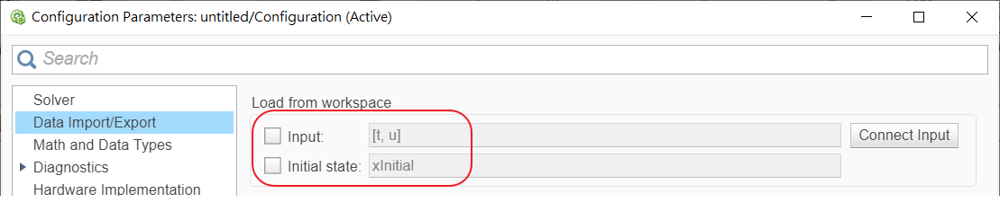 Configuration Parameters: untitled/Configuration (Active)
Search
Solver
Data Import/Export
Math and Data Types
Diagnostics
Hardware Implementation
Load from workspace
Input: [t, u] Connect Input
Initial state: xInitial